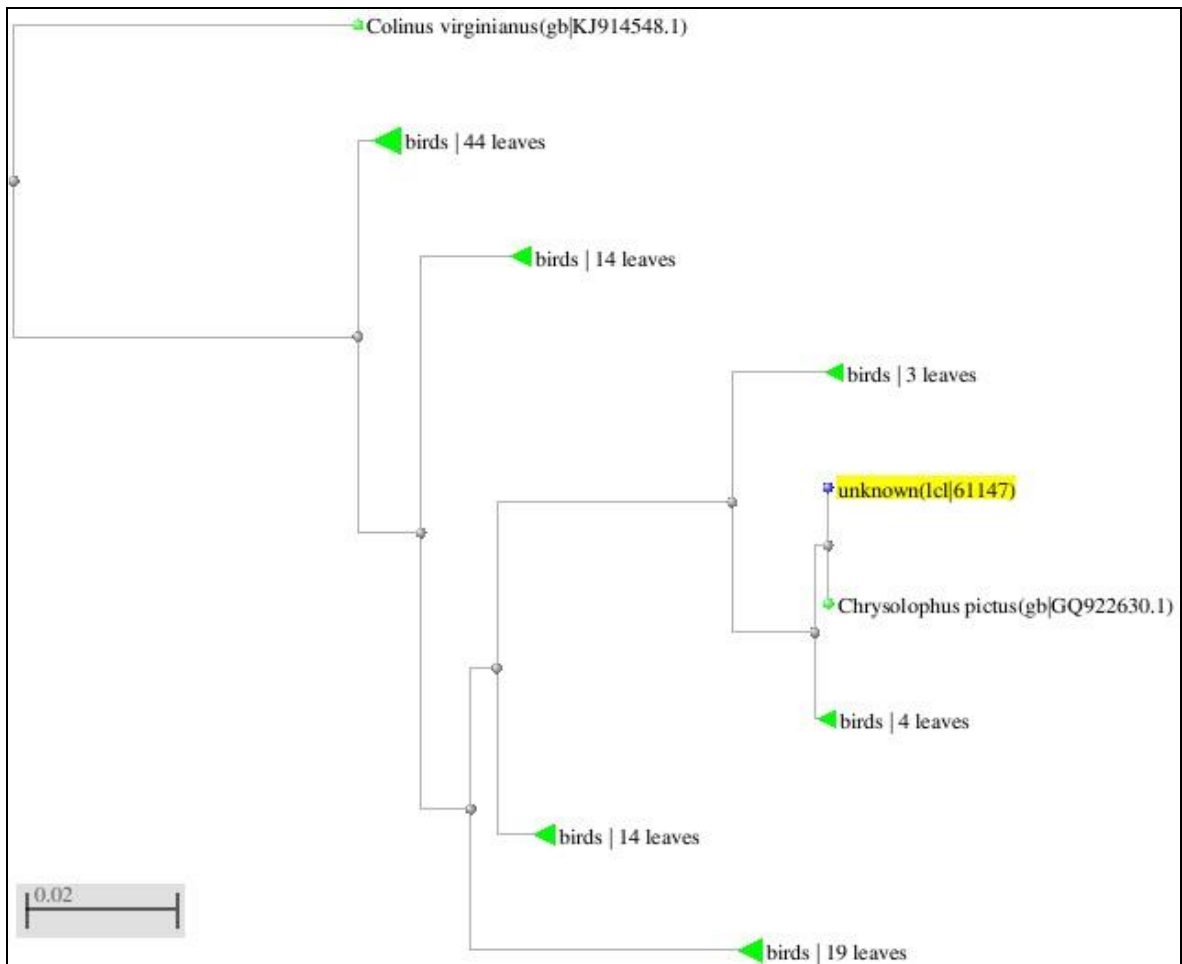 Colinus virginianus(gb|KJ914548.1)
birds | 44 leaves
birds | 14 leaves
birds | 3 leaves
unknown(lcl|61147)
Chrysolophus pictus(gb|GQ922630.1)
birds | 4 leaves
birds | 14 leaves
0.02
birds | 19 leaves